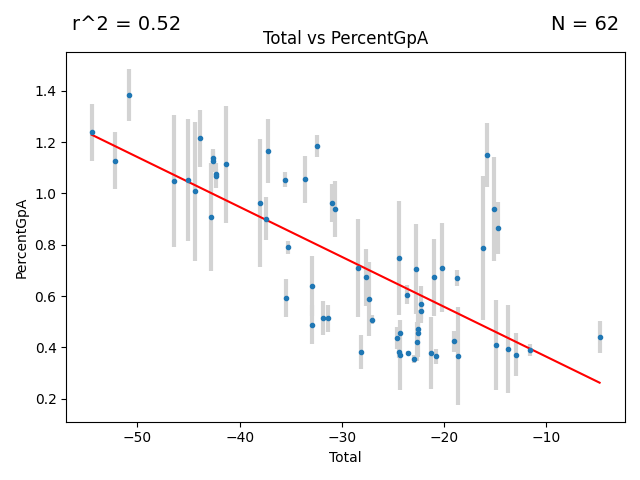 r^2 = 0.52
N = 62
Total vs PercentGpA
PercentGpA
1.4
1.2
1.0
0.8
0.6
0.4
0.2
−50
−40
−30
−20
−10
Total